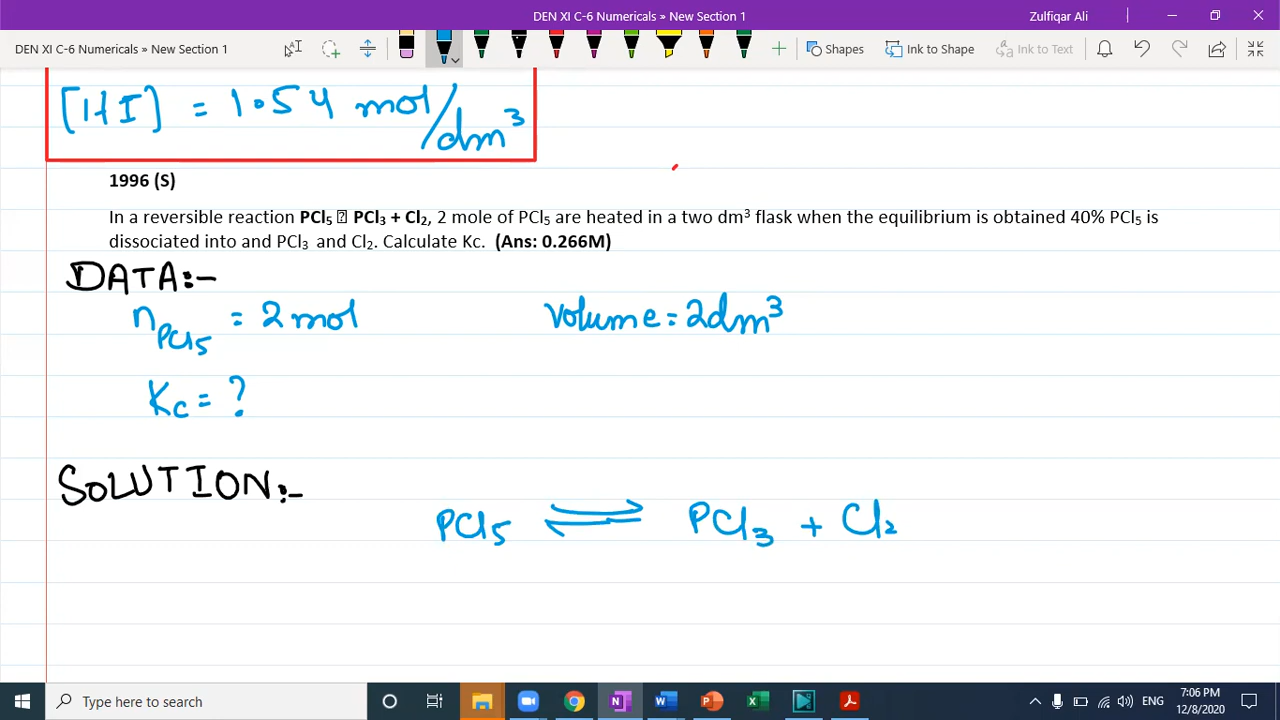 DEN XI C-6 Numericals » New Section 1
Zulfiqar Ali
DEN XI C-6 Numericals » New Section 1
Shapes
Ink to Shape
Ink to Text
[HI] = 1.54 mol/dm³
1996 (S)
In a reversible reaction PCl₅ ⍰ PCl₃ + Cl₂, 2 mole of PCl₅ are heated in a two dm³ flask when the equilibrium is obtained 40% PCl₅ is
dissociated into and PCl₃ and Cl₂. Calculate Kc. (Ans: 0.266M)
DATA:-
nPCl₅ = 2 mol
volume = 2dm³
Kc = ?
SOLUTION:-
PCl₅ ⇌ PCl₃ + Cl₂
Type here to search
ENG
7:06 PM
12/8/2020